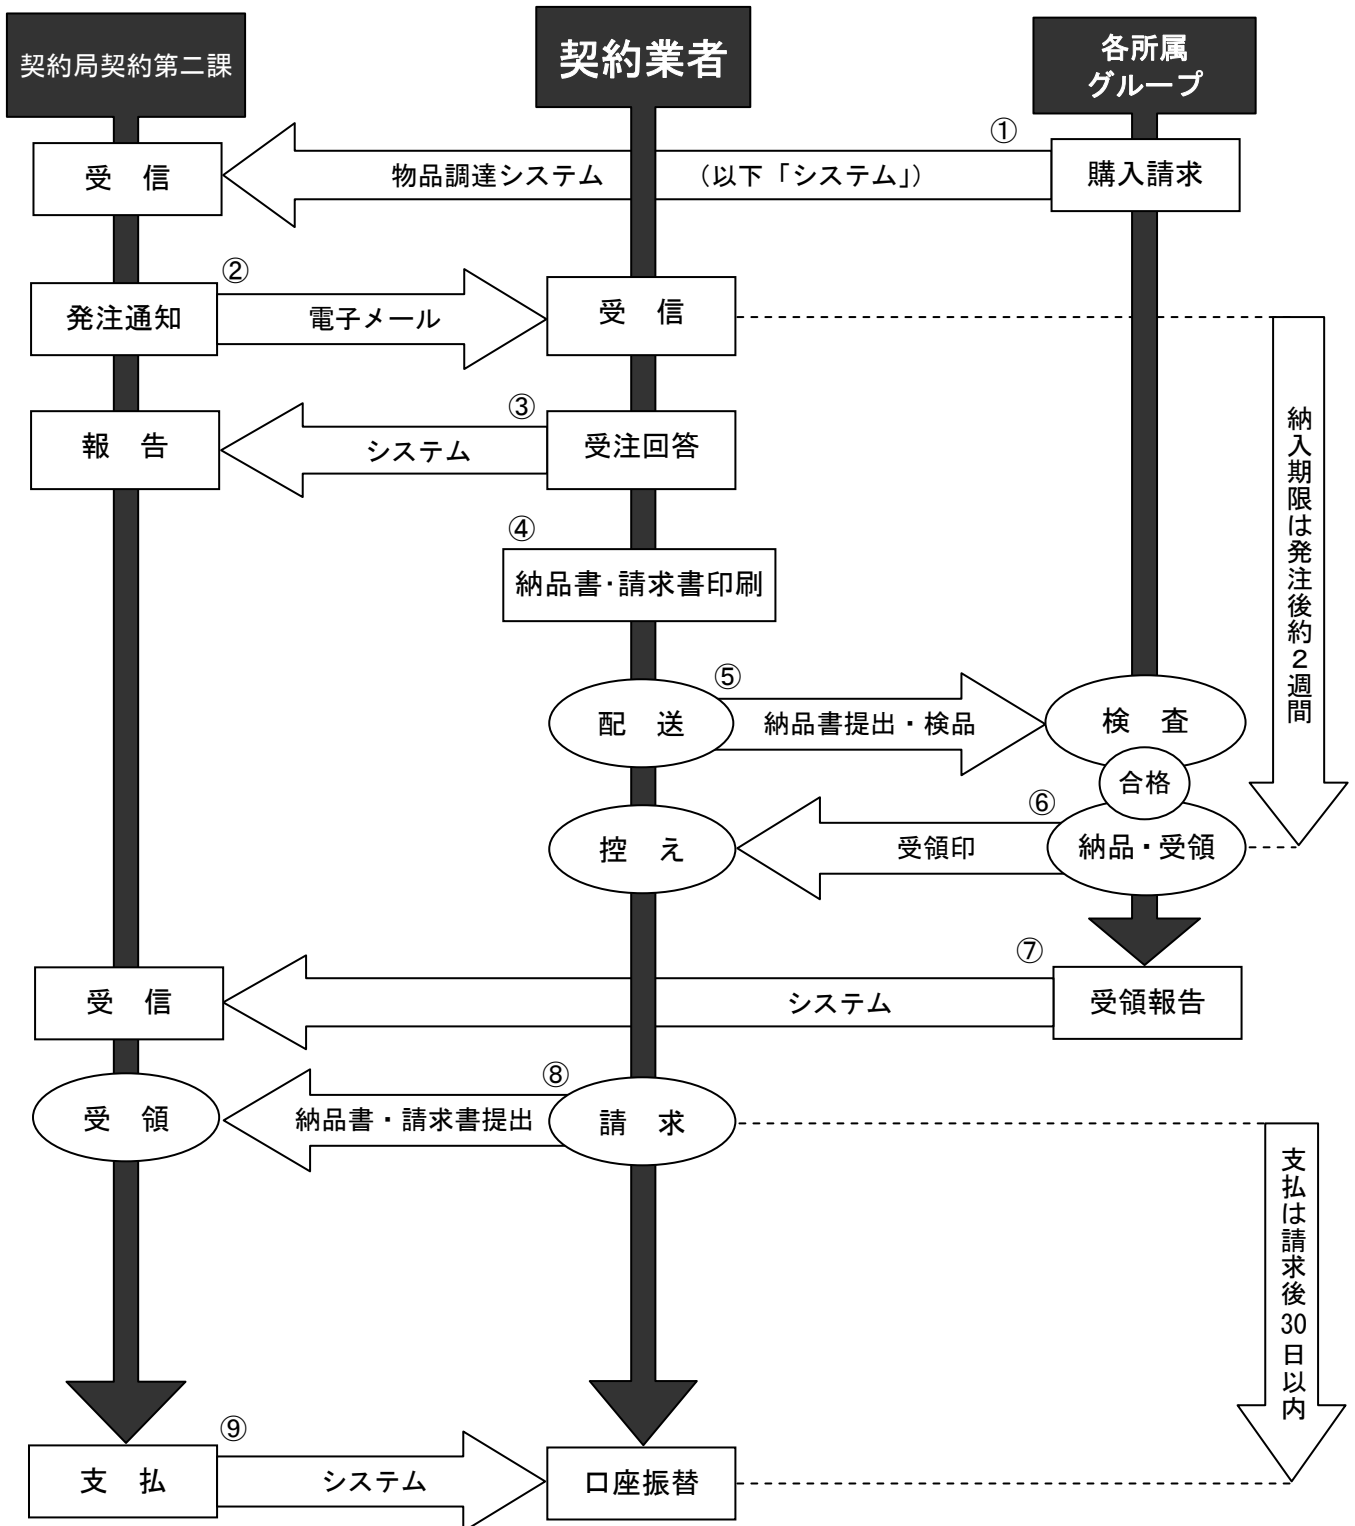 契約局契約第二課
契約業者
各所属
グループ
①
受　信
物品調達システム　（以下「システム」）
購入請求
②
発注通知
電子メール
受　信
③
報　告
システム
受注回答
④
納品書・請求書印刷
納入期限は発注後約２週間
⑤
配　送
納品書提出・検品
検　査
合格
⑥
控　え
受領印
納品・受領
⑦
受　信
システム
受領報告
⑧
受　領
納品書・請求書提出
請　求
支払は請求後30日以内
⑨
支　払
システム
口座振替